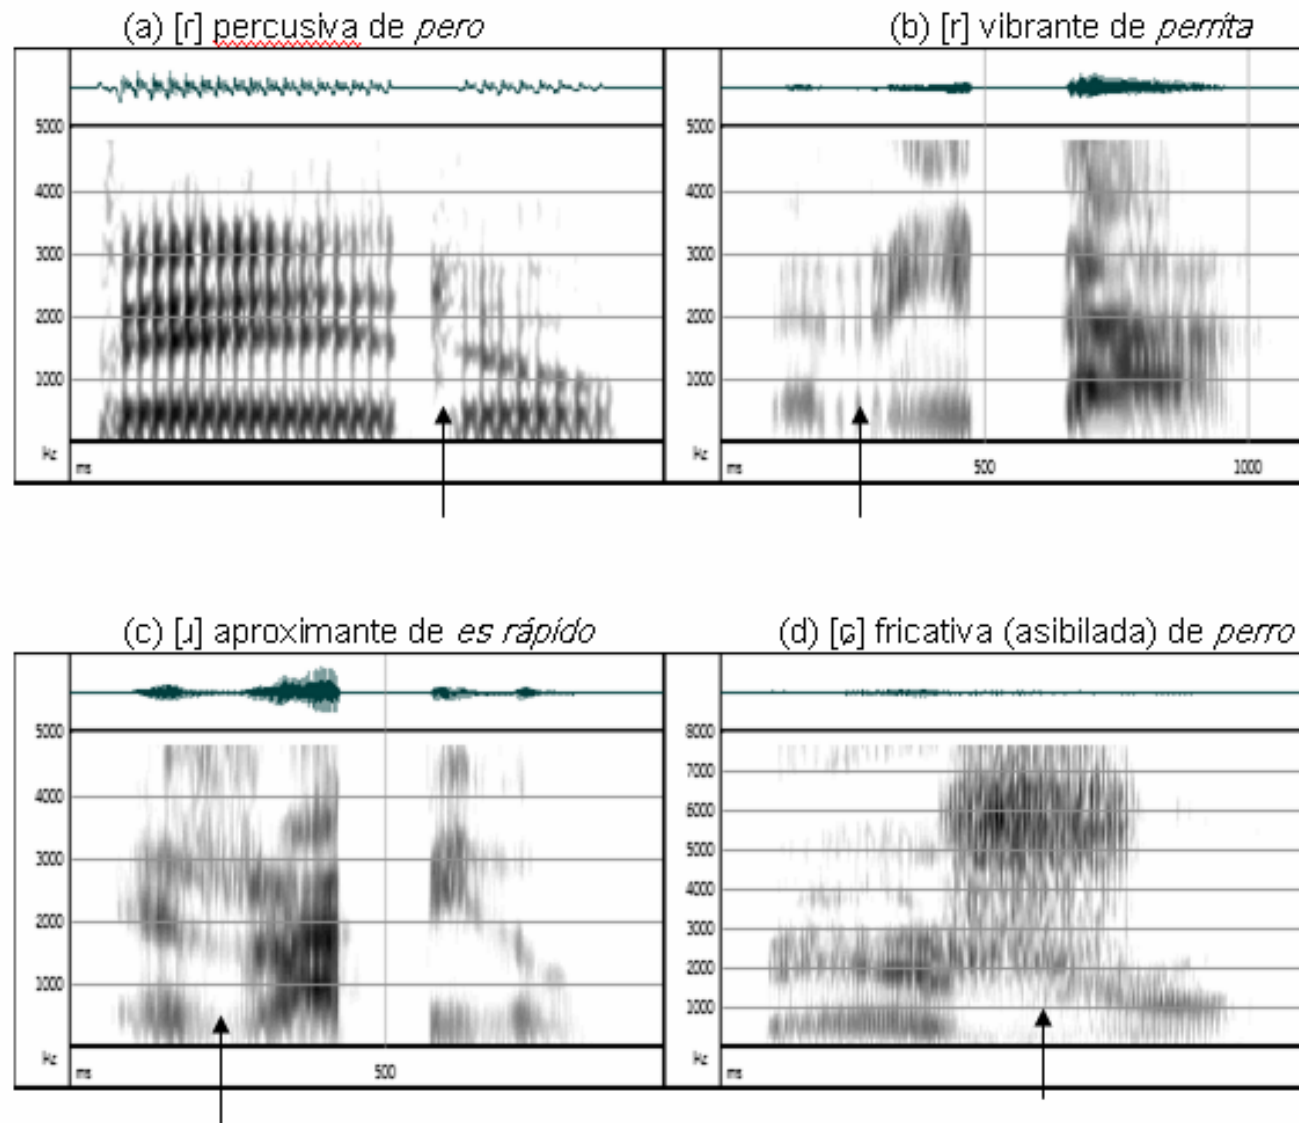 (a) [ɾ] percusiva de pero
(b) [r] vibrante de perrita
5000
4000
3000
2000
1000
Hz
ms
5000
4000
3000
2000
1000
Hz
ms
500
1000
(c) [ɹ] aproximante de es rápido
(d) [ɕ] fricativa (asibilada) de perro
5000
4000
3000
2000
1000
Hz
ms
500
8000
7000
6000
5000
4000
3000
2000
1000
Hz
ms